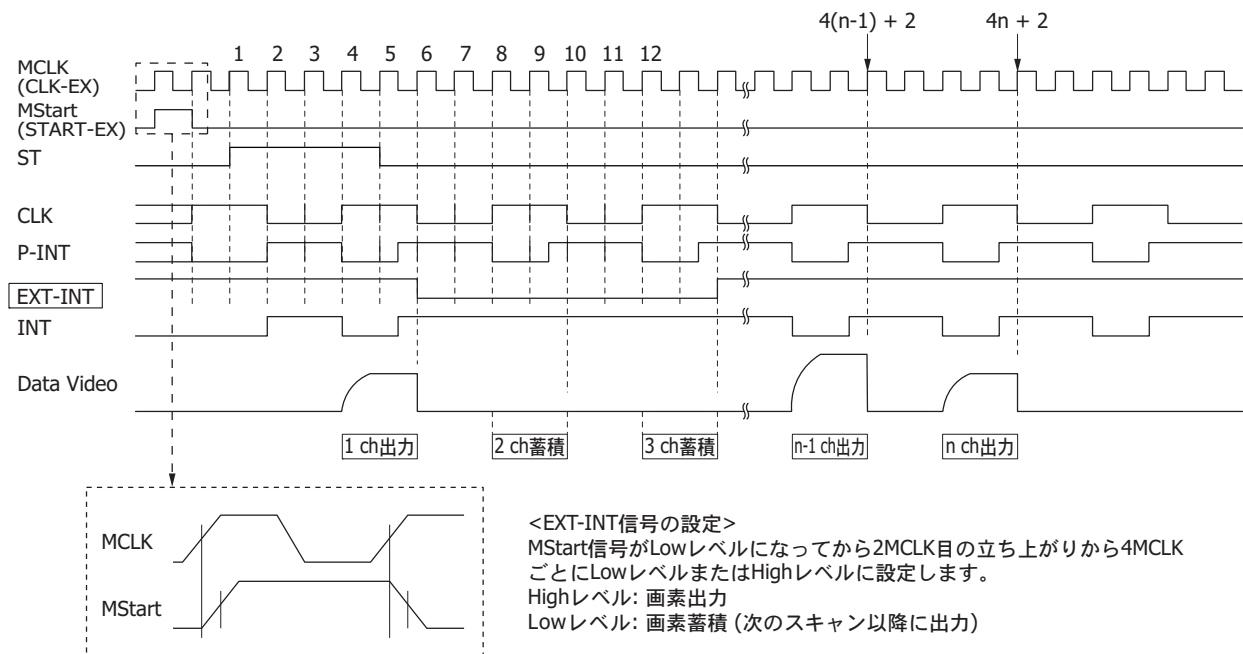 4(n-1) + 2
4n + 2
1 2 3 4 5 6 7 8 9 10 11 12
MCLK
(CLK-EX)
MStart
(START-EX)
ST
CLK
P-INT
EXT-INT
INT
Data Video
1 ch出力
2 ch蓄積
3 ch蓄積
n-1 ch出力
n ch出力
MCLK
MStart
<EXT-INT信号の設定>
MStart信号がLowレベルになってから2MCLK目の立ち上がりから4MCLK
ごとにLowレベルまたはHighレベルに設定します。
Highレベル: 画素出力
Lowレベル: 画素蓄積 (次のスキャン以降に出力)